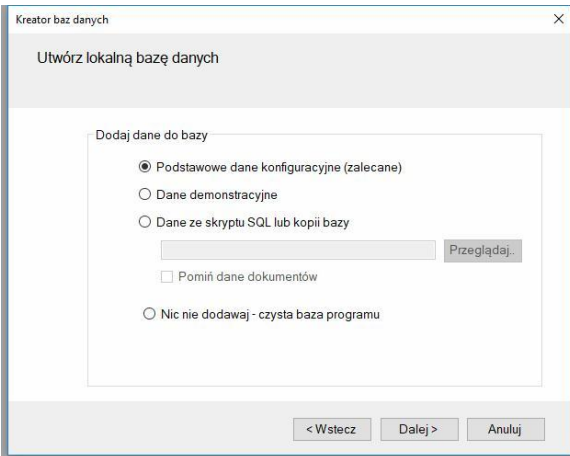 Kreator baz danych
Utwórz lokalną bazę danych
Dodaj dane do bazy
Podstawowe dane konfiguracyjne (zalecane)
Dane demonstracyjne
Dane ze skryptu SQL lub kopii bazy
Przeglądaj..
Pomiń dane dokumentów
Nic nie dodawaj - czysta baza programu
< Wstecz Dalej > Anuluj